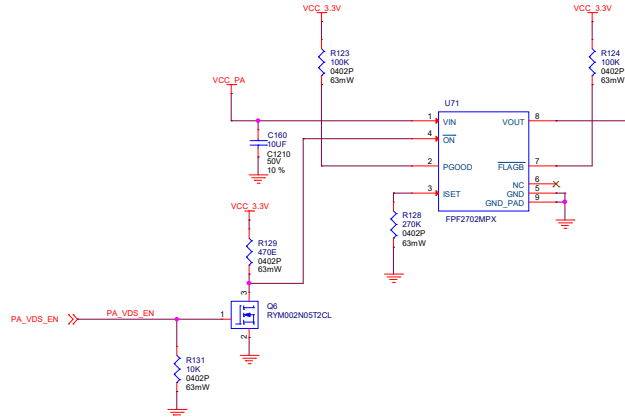 VCC_3.3V
VCC_3.3V
R123
100K
0402P
63mW
R124
100K
0402P
63mW
VCC_PA
U71
1
VIN
VOUT
8
4
ON
C160
10UF
C1210
50V
10 %
2
PGOOD
FLAGB
7
NC
6
3
ISET
GND
5
GND_PAD
9
FPF2702MPX
R128
270K
0402P
63mW
VCC_3.3V
R129
470E
0402P
63mW
3
Q6
RYM002N05T2CL
PA_VDS_EN
PA_VDS_EN
1
2
R131
10K
0402P
63mW